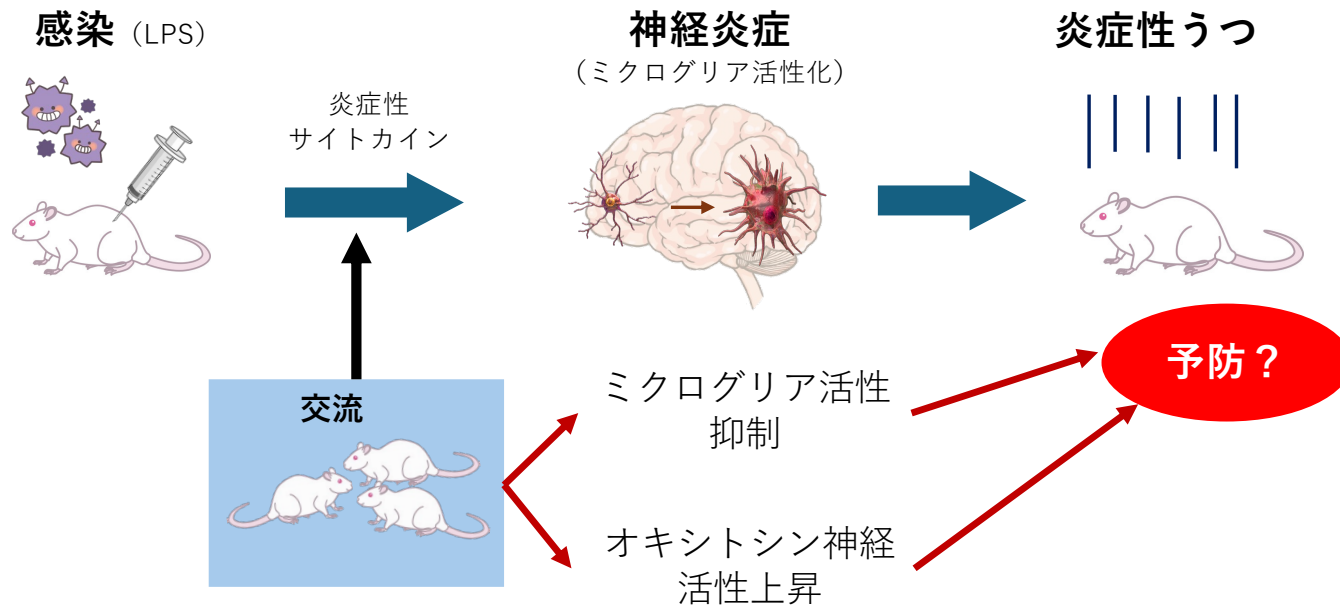 感染（LPS）
神経炎症
（ミクログリア活性化）
炎症性うつ
炎症性
サイトカイン
交流
ミクログリア活性
抑制
予防？
オキシトシン神経
活性上昇